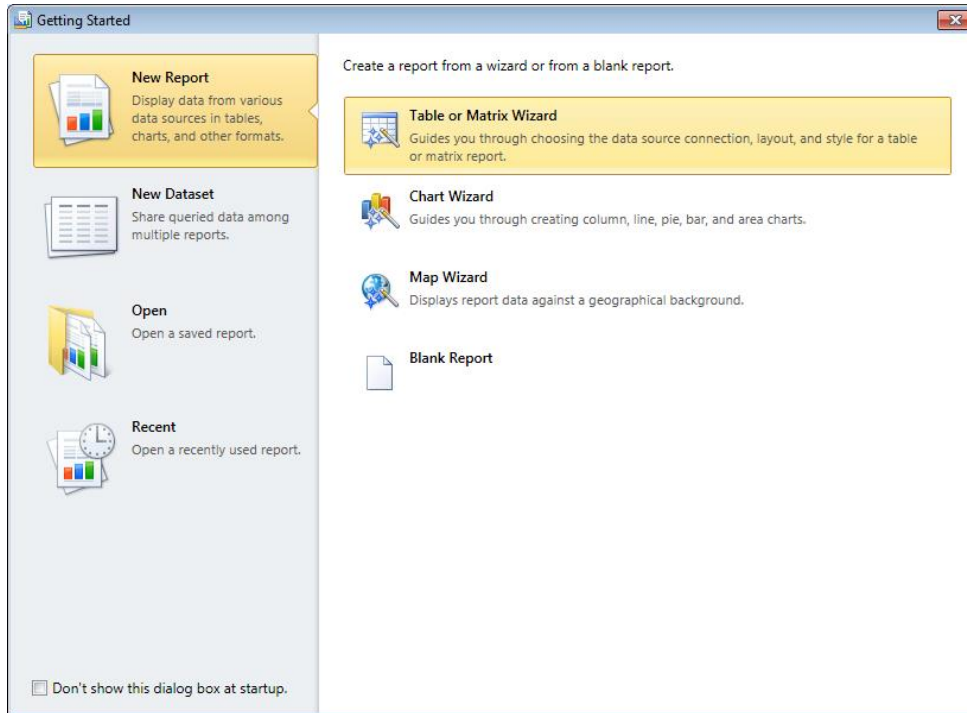 Getting Started
New Report
Display data from various
data sources in tables,
charts, and other formats.
New Dataset
Share queried data among
multiple reports.
Open
Open a saved report.
Recent
Open a recently used report.
Don't show this dialog box at startup.
Create a report from a wizard or from a blank report.
Table or Matrix Wizard
Guides you through choosing the data source connection, layout, and style for a table
or matrix report.
Chart Wizard
Guides you through creating column, line, pie, bar, and area charts.
Map Wizard
Displays report data against a geographical background.
Blank Report